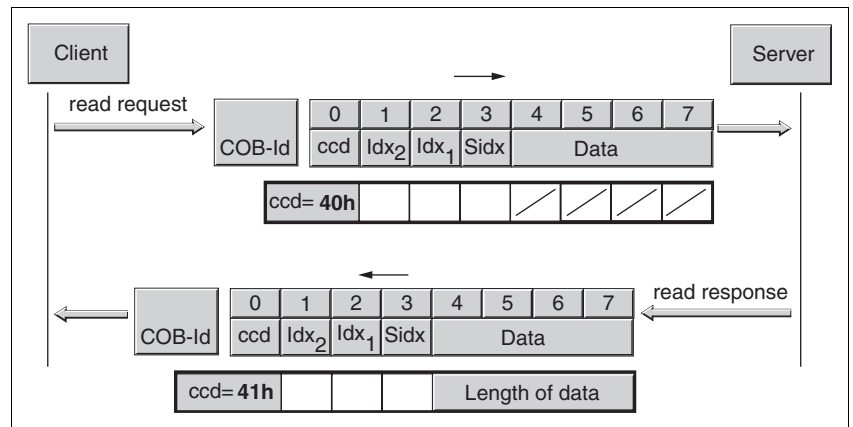 Client
Server
read request
COB-Id
0 1 2 3 4 5 6 7
ccd Idx2 Idx1 Sidx Data
ccd= 40h
read response
COB-Id
0 1 2 3 4 5 6 7
ccd Idx2 Idx1 Sidx Data
ccd= 41h Length of data